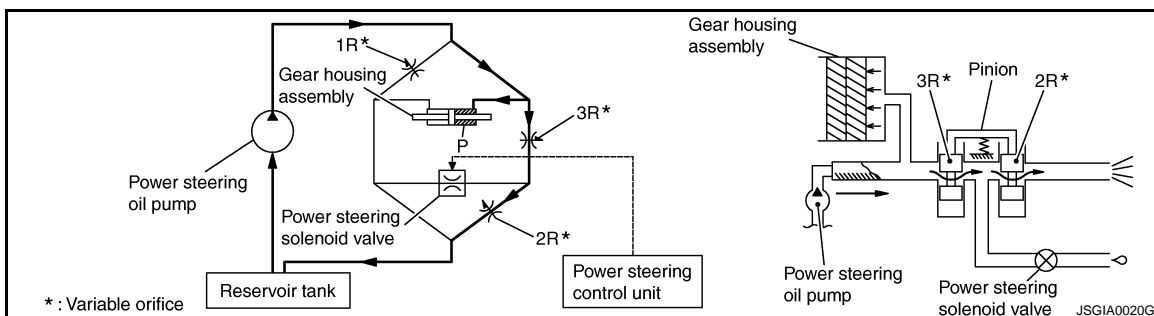 1R*
Gear housing
assembly
3R*
P
Power steering
oil pump
Power steering
solenoid valve
2R*
Reservoir tank
Power steering
control unit
* : Variable orifice
Gear housing
assembly
Pinion
3R*
2R*
Power steering
oil pump
Power steering
solenoid valve
JSGIA0020G